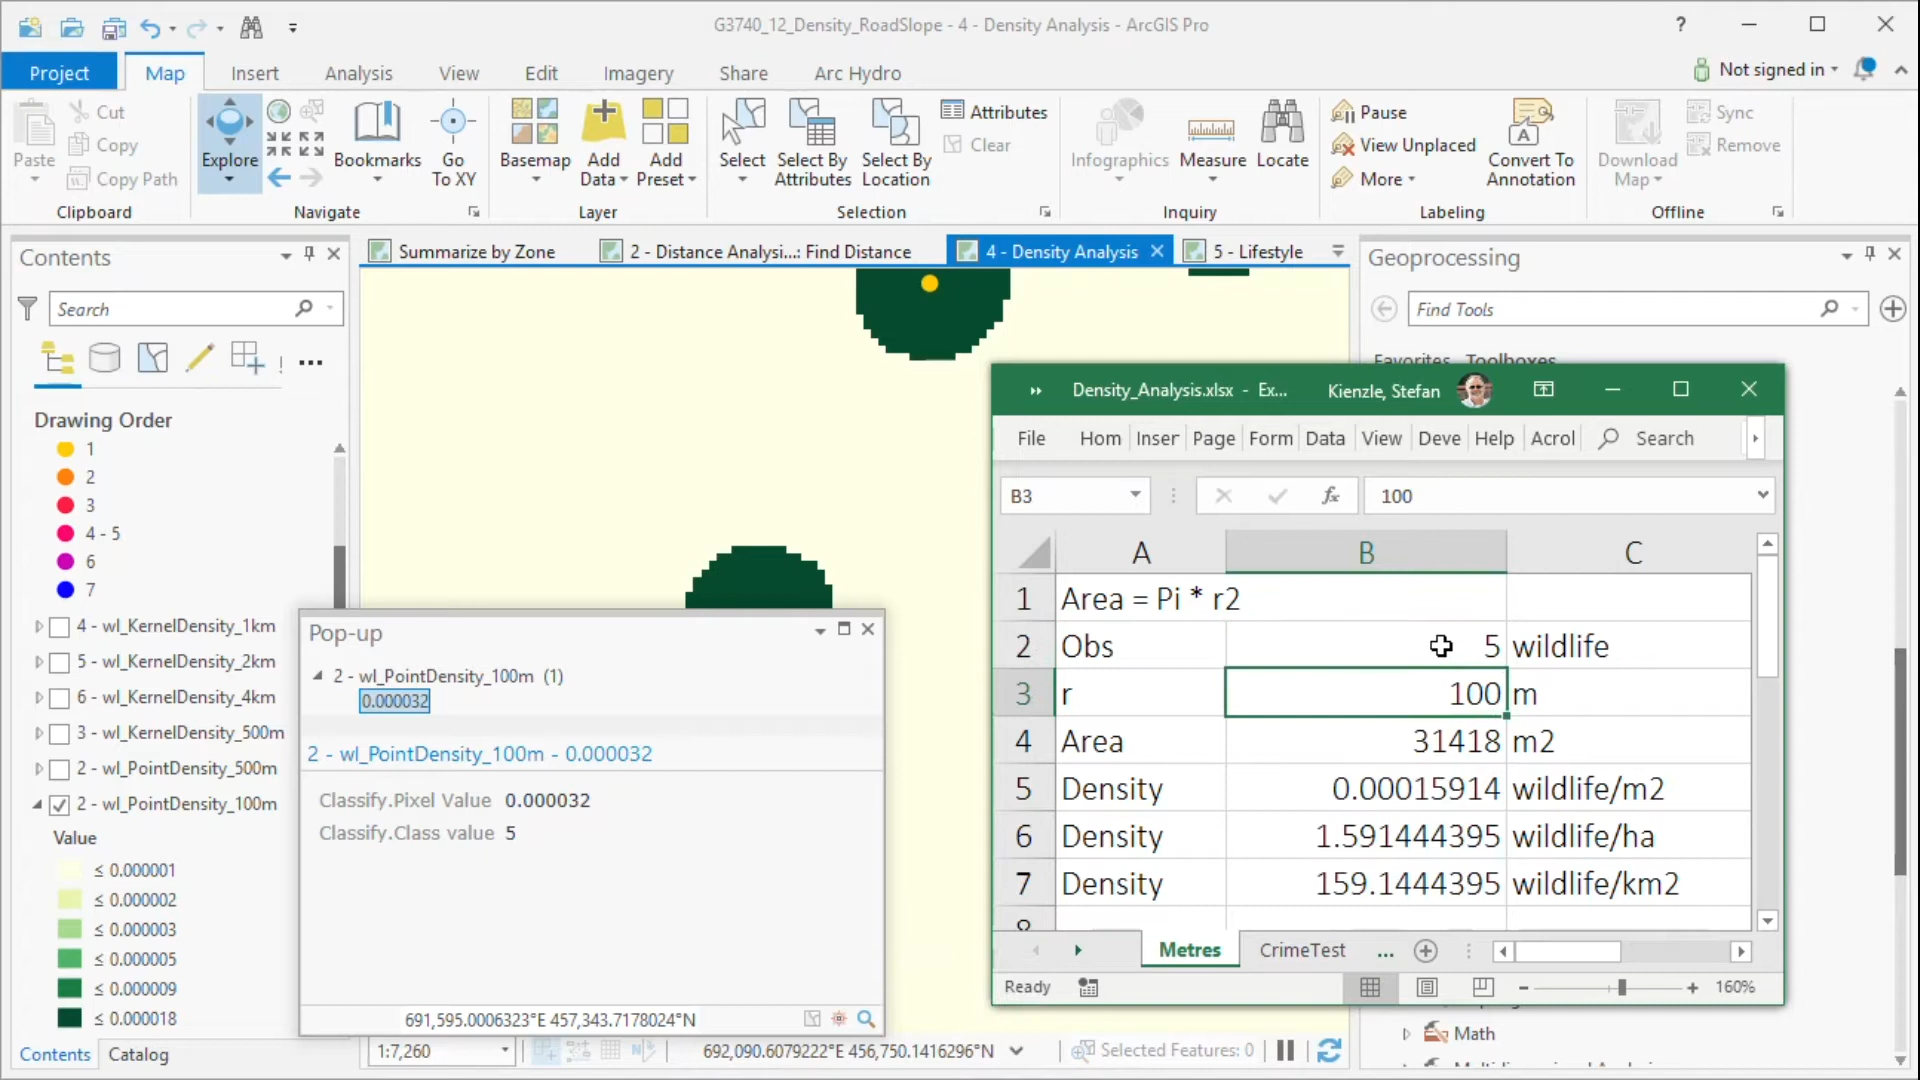 G3740_12_Density_RoadSlope - 4 - Density Analysis - ArcGIS Pro
?
Project Map Insert Analysis View Edit Imagery Share Arc Hydro
Not signed in
Paste
Cut
Copy
Copy Path
Clipboard
Explore
Bookmarks
Go
To XY
Navigate
Basemap
Add
Data
Add
Preset
Layer
Select
Select By
Attributes
Select By
Location
Attributes
Clear
Selection
Infographics
Measure
Locate
Inquiry
Pause
View Unplaced
More
A
Convert To
Annotation
Labeling
Download
Map
Sync
Remove
Offline
Contents
Search
Drawing Order
1
2
3
4 - 5
6
7
4 - wl_KernelDensity_1km
5 - wl_KernelDensity_2km
6 - wl_KernelDensity_4km
3 - wl_KernelDensity_500m
2 - wl_PointDensity_500m
2 - wl_PointDensity_100m
Value
≤ 0.000001
≤ 0.000002
≤ 0.000003
≤ 0.000005
≤ 0.000009
≤ 0.000018
Contents Catalog
Summarize by Zone
2 - Distance Analysi...: Find Distance
4 - Density Analysis
5 - Lifestyle
Geoprocessing
Find Tools
Favorites Toolboxes
Math
Pop-up
2 - wl_PointDensity_100m (1)
0.000032
2 - wl_PointDensity_100m - 0.000032
Classify.Pixel Value 0.000032
Classify.Class value 5
691,595.0006323°E 457,343.7178024°N
1:7,260
692,090.6079222°E 456,750.1416296°N
Selected Features: 0
Density_Analysis.xlsx - Ex...
Kienzle, Stefan
File Hom Inser Page Form Data View Deve Help Acrol Search
B3
fx
100
A B C
1 Area = Pi * r2
2 Obs 5 wildlife
3 r 100 m
4 Area 31418 m2
5 Density 0.00015914 wildlife/m2
6 Density 1.591444395 wildlife/ha
7 Density 159.1444395 wildlife/km2
8
Metres CrimeTest ...
Ready
160%